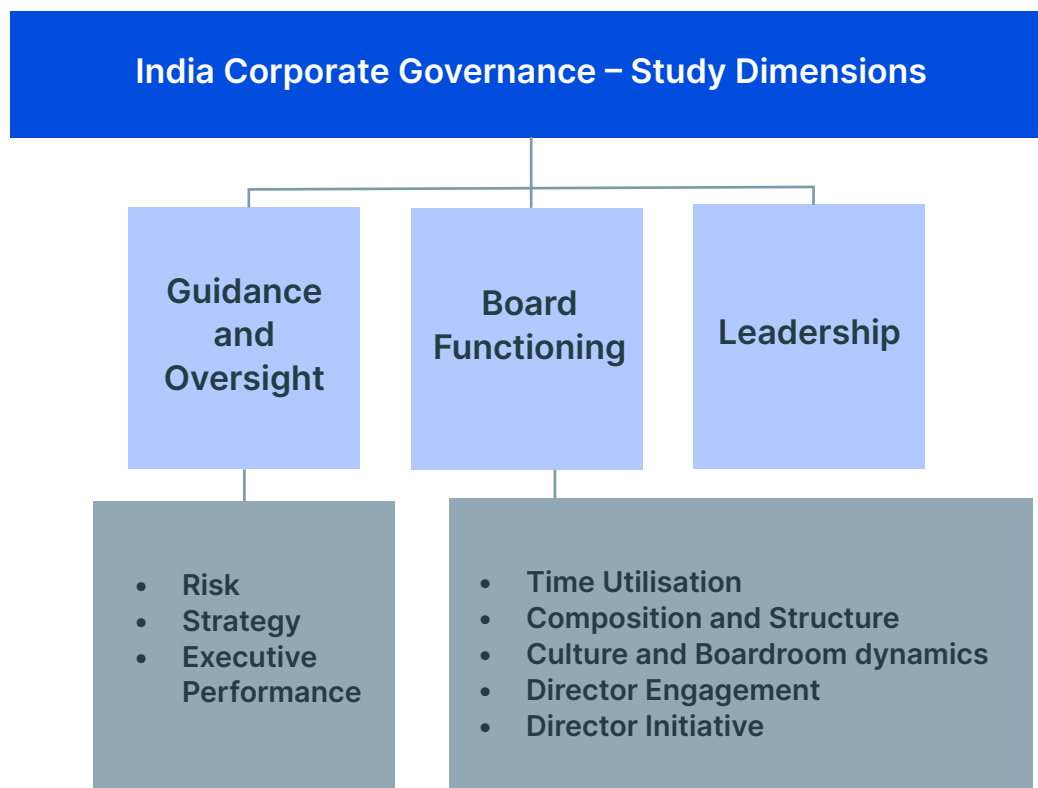 India Corporate Governance – Study Dimensions
Guidance
and
Oversight
Board
Functioning
Leadership
• Risk
• Strategy
• Executive
Performance
• Time Utilisation
• Composition and Structure
• Culture and Boardroom dynamics
• Director Engagement
• Director Initiative